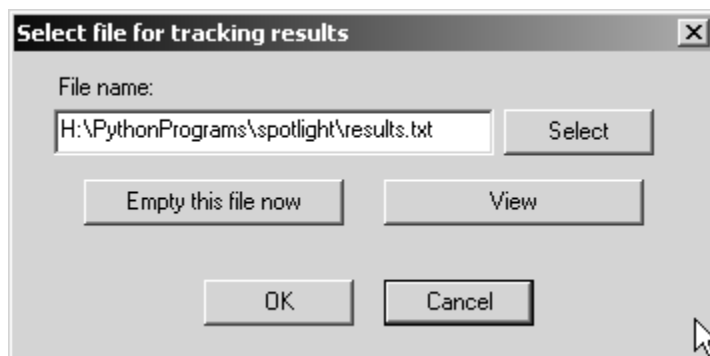 Select file for tracking results
File name:
H:\PythonPrograms\spotlight\results.txt
Select
Empty this file now
View
OK
Cancel